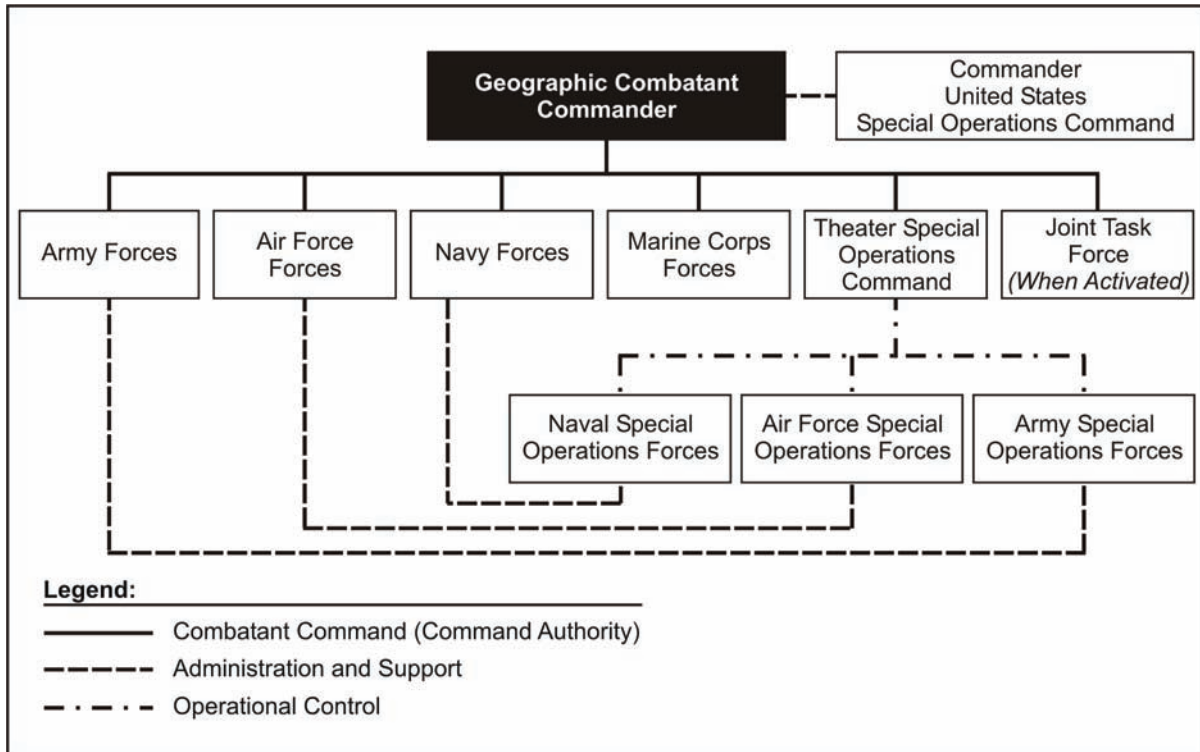 Geographic Combatant
Commander
Commander
United States
Special Operations Command
Army Forces
Air Force
Forces
Navy Forces
Marine Corps
Forces
Theater Special
Operations
Command
Joint Task
Force
(When Activated)
Naval Special
Operations Forces
Air Force Special
Operations Forces
Army Special
Operations Forces
Legend:
Combatant Command (Command Authority)
Administration and Support
Operational Control